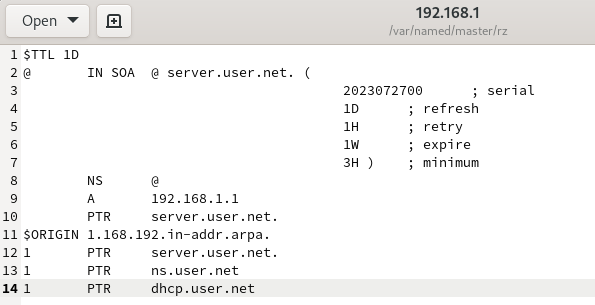 Open
192.168.1
/var/named/master/rz
1 $TTL 1D
2 @ IN SOA @ server.user.net. (
3 2023072700 ; serial
4 1D ; refresh
5 1H ; retry
6 1W ; expire
7 3H ) ; minimum
8 NS @
9 A 192.168.1.1
10 PTR server.user.net.
11 $ORIGIN 1.168.192.in-addr.arpa.
12 1 PTR server.user.net.
13 1 PTR ns.user.net
14 1 PTR dhcp.user.net